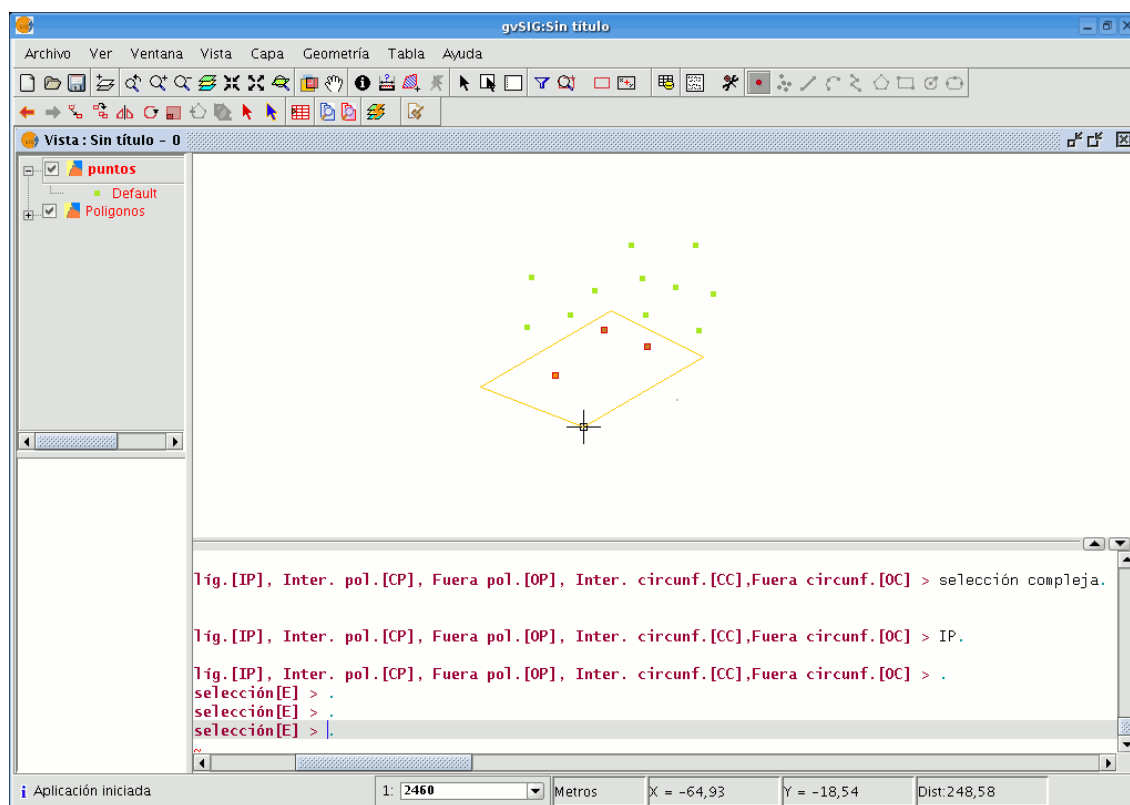 gvSIG:Sin título
Archivo Ver Ventana Vista Capa Geometría Tabla Ayuda
Vista : Sin título - 0
puntos
Default
Poligonos
líg.[IP], Inter. pol.[CP], Fuera pol.[OP], Inter. circunf.[CC],Fuera circunf.[OC] > selección compleja.
líg.[IP], Inter. pol.[CP], Fuera pol.[OP], Inter. circunf.[CC],Fuera circunf.[OC] > IP.
líg.[IP], Inter. pol.[CP], Fuera pol.[OP], Inter. circunf.[CC],Fuera circunf.[OC] > .
selección[E] > .
selección[E] > .
selección[E] > .
~
Aplicación iniciada 1: 2460 Metros X = -64,93 Y = -18,54 Dist:248,58